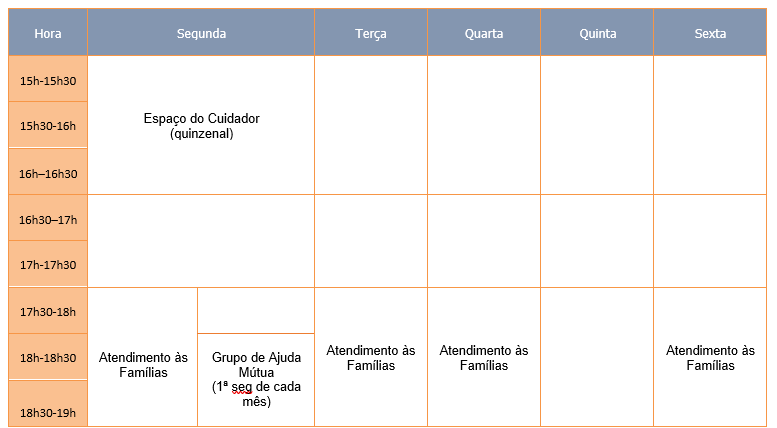 Hora Segunda Terça Quarta Quinta Sexta
15h-15h30
15h30-16h
16h–16h30
Espaço do Cuidador
(quinzenal)
16h30–17h
17h-17h30
17h30-18h
18h-18h30
18h30-19h
Atendimento às
Famílias
Grupo de Ajuda
Mútua
(1ª seg de cada
mês)
Atendimento às
Famílias
Atendimento às
Famílias
Atendimento às
Famílias